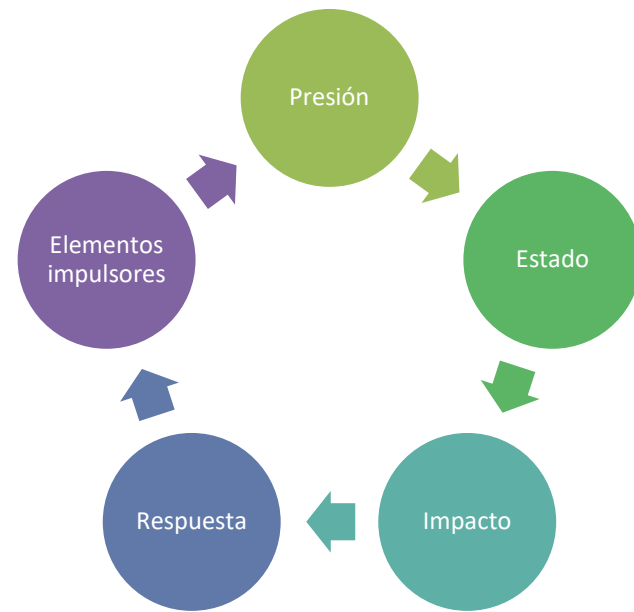 Presión
Estado
Impacto
Respuesta
Elementos
impulsores